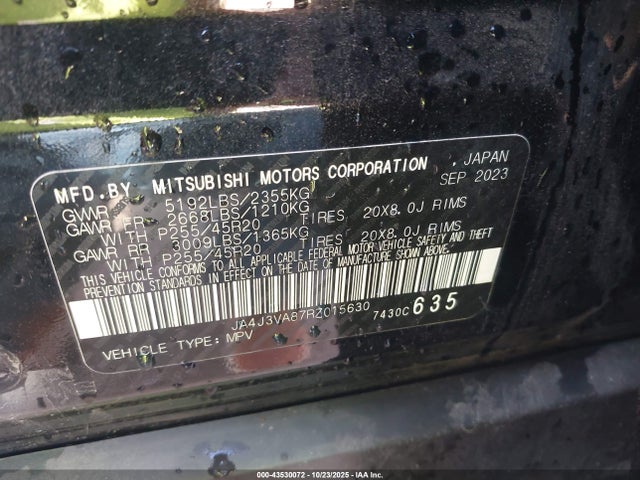 MFD.BY MITSUBISHI MOTORS CORPORATION , JAPAN
GVWR 5192LBS/2355KG SEP 2023
GAWR FR 2668LBS/1210KG
WITH P255/45R20 TIRES, 20X8.0J RIMS
GAWR RR 3009LBS/1365KG
WITH P255/45R20 TIRES, 20X8.0J RIMS
THIS VEHICLE CONFORMS TO ALL APPLICABLE FEDERAL MOTOR VEHICLE SAFETY AND THEFT
PREVENTION STANDARDS IN EFFECT ON THE DATE OF MANUFACTURE SHOWN ABOVE.
JA4J3VA87RZ015630 7430C 635
VEHICLE TYPE: MPV
000-43530072 10/23/2025 © IAA, Inc.